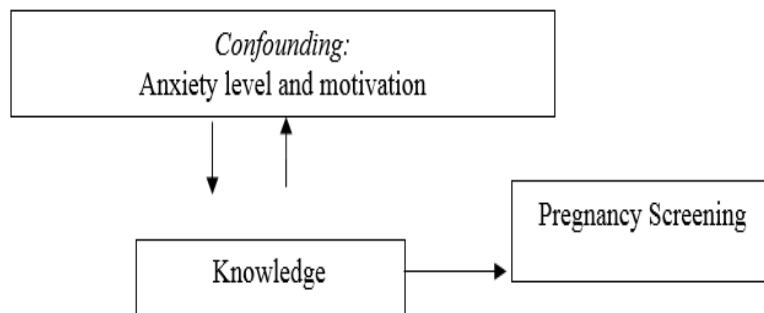 Confounding:
Anxiety level and motivation
Pregnancy Screening
Knowledge